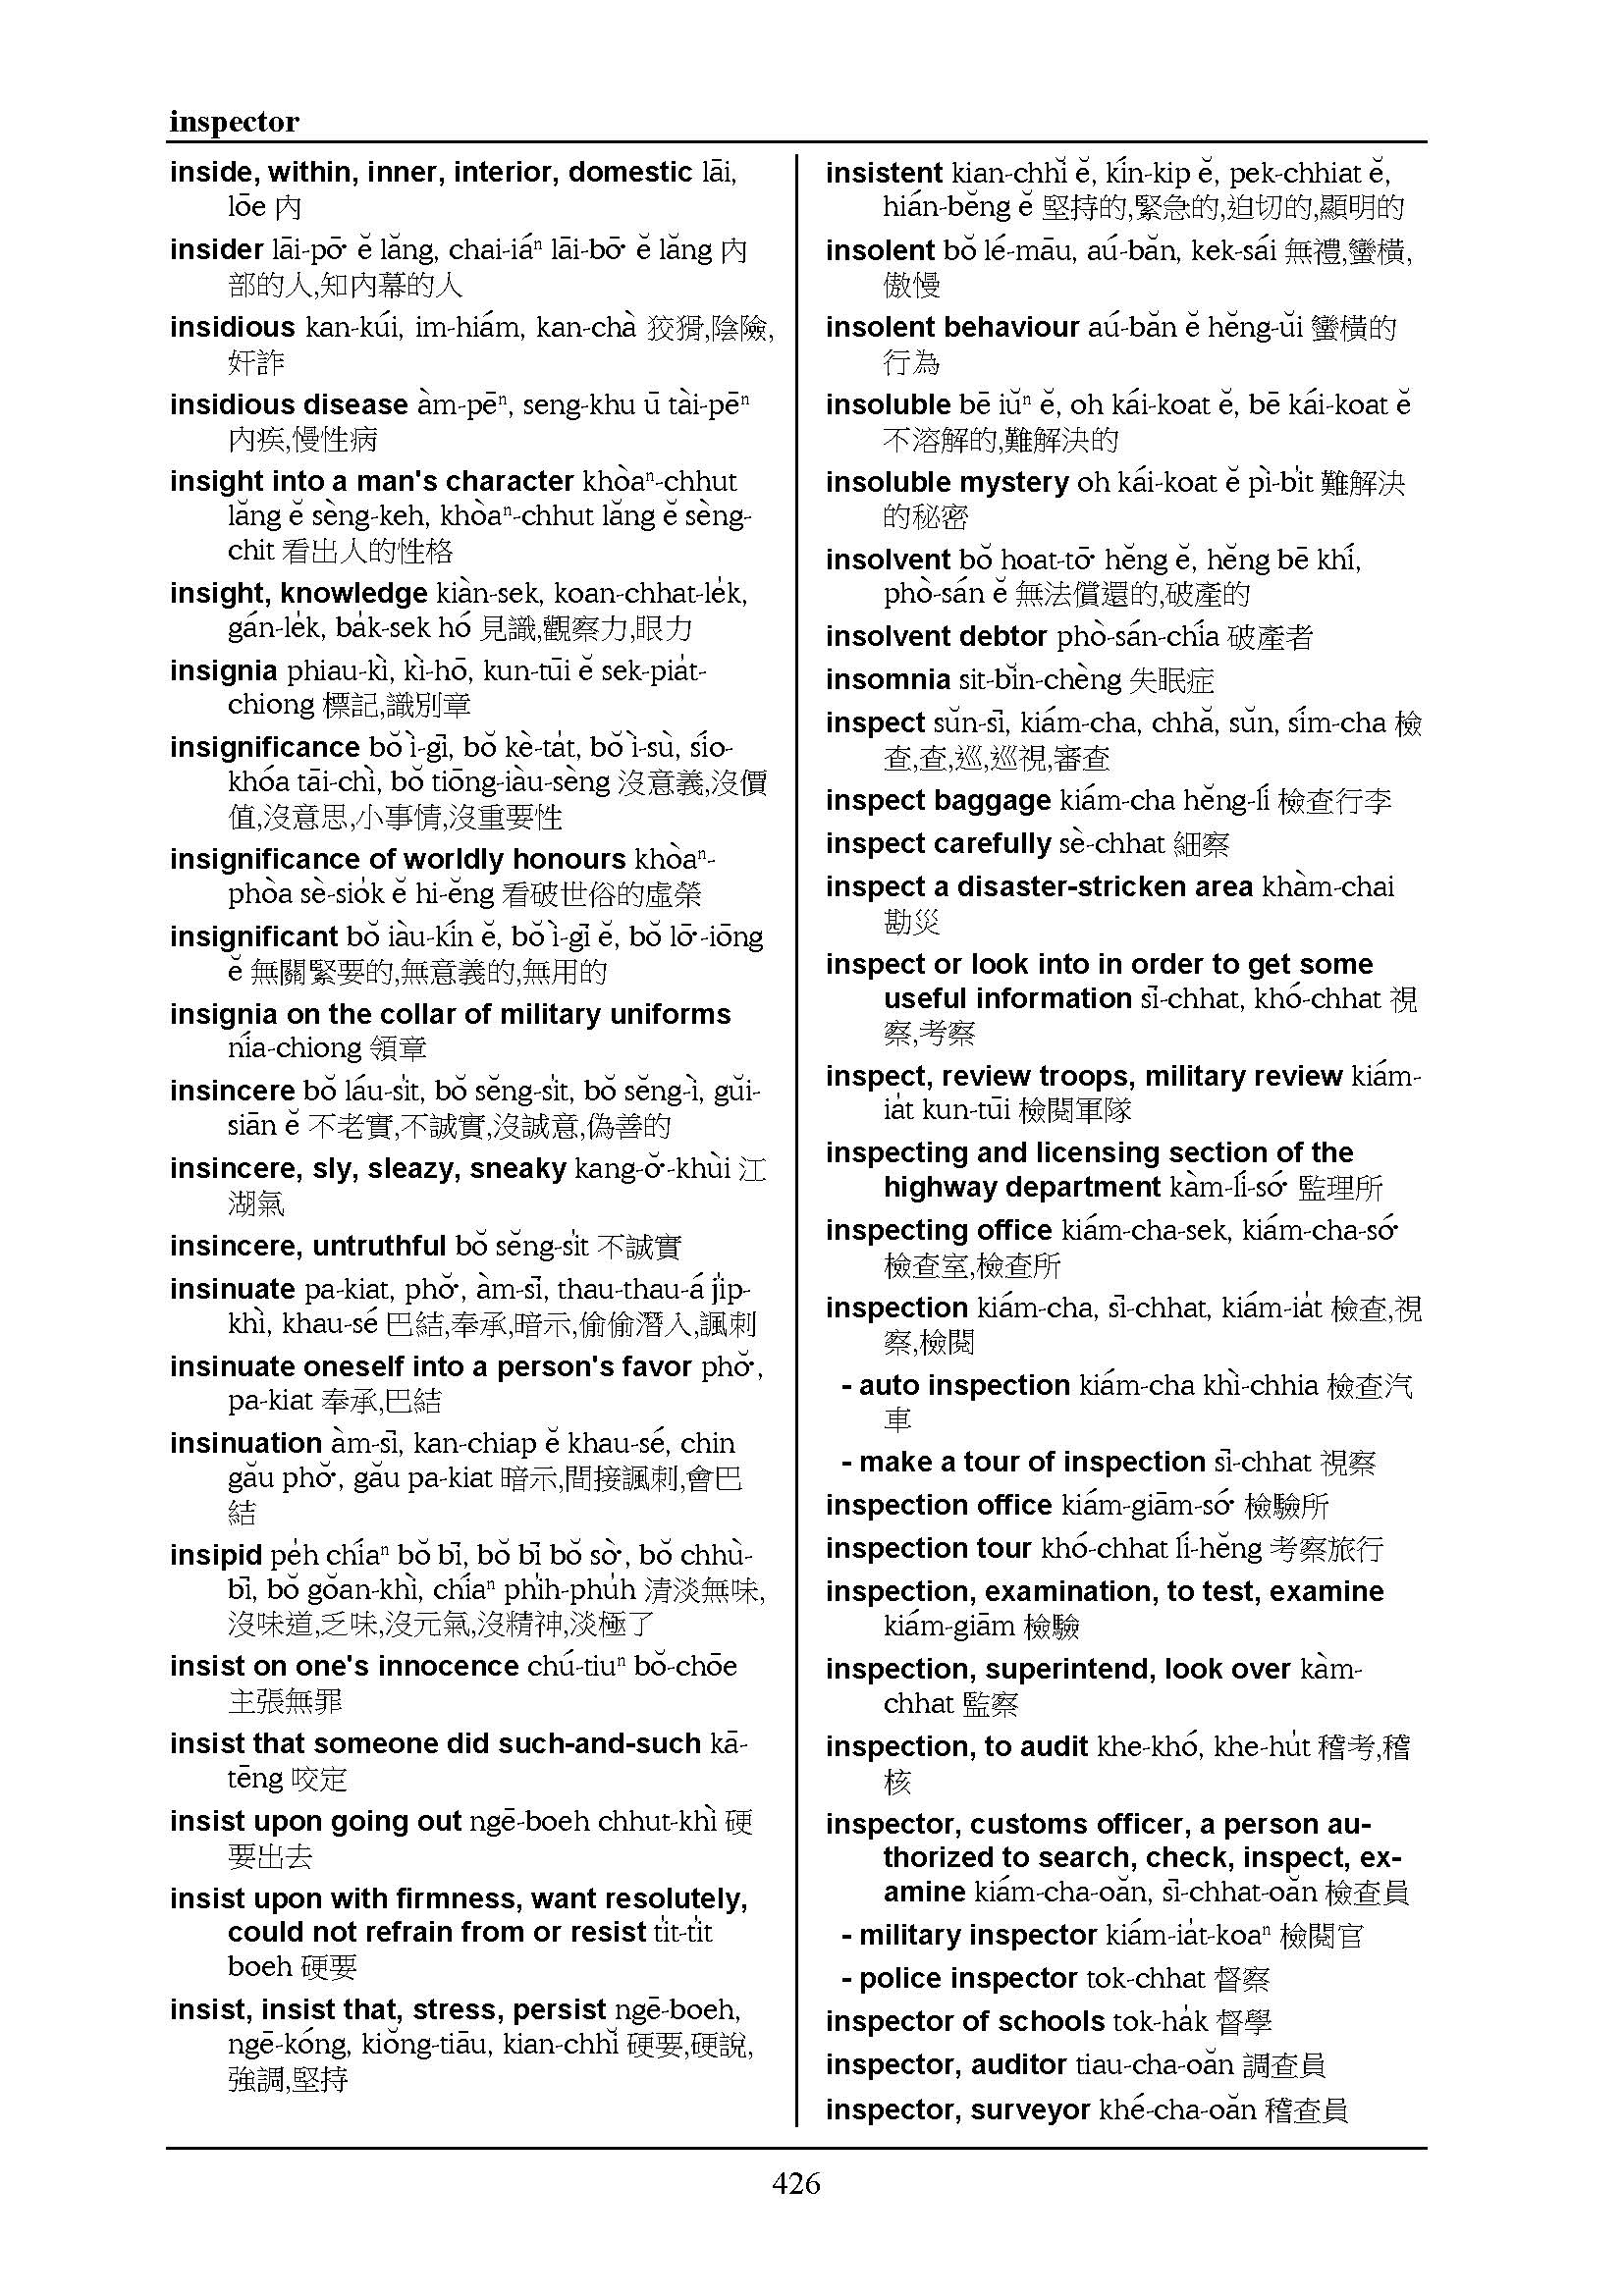 inspector
inside, within, inner, interior, domestic lāi,
lōe 內
insider lāi-pō͘ ĕ lăng, chai-iáⁿ lāi-bō͘ ĕ lăng 內
部的人,知內幕的人
insidious kan-kúi, im-hiám, kan-chà 狡猾,陰險,
奸詐
insidious disease àm-pēⁿ, seng-khu ū tài-pēⁿ
內疾,慢性病
insight into a man's character khòaⁿ-chhut
lăng ĕ sèng-keh, khòaⁿ-chhut lăng ĕ sèng-
chit 看出人的性格
insight, knowledge kiàn-sek, koan-chhat-le̍k,
gán-le̍k, ba̍k-sek hó 見識,觀察力,眼力
insignia phiau-kì, kì-hō, kun-tūi ĕ sek-pia̍t-
chiong 標記,識別章
insignificance bŏ ì-gī, bŏ kè-ta̍t, bŏ ì-sù, sío-
khóa tāi-chì, bŏ tiōng-iàu-sèng 沒意義,沒價
值,沒意思,小事情,沒重要性
insignificance of worldly honours khòaⁿ-
phòa sè-sio̍k ĕ hi-ĕng 看破世俗的虛榮
insignificant bŏ iàu-kín ĕ, bŏ ì-gī ĕ, bŏ lō͘-iōng
ĕ 無關緊要的,無意義的,無用的
insignia on the collar of military uniforms
nía-chiong 領章
insincere bŏ láu-si̍t, bŏ sĕng-si̍t, bŏ sĕng-ì, gŭi-
siān ĕ 不老實,不誠實,沒誠意,偽善的
insincere, sly, sleazy, sneaky kang-ŏ͘-khùi 江
湖氣
insincere, untruthful bŏ sĕng-si̍t 不誠實
insinuate pa-kiat, phŏ͘, àm-sī, thau-thau-á ji̍p-
khì, khau-sé 巴結,奉承,暗示,偷偷潛入,諷刺
insinuate oneself into a person's favor phŏ͘,
pa-kiat 奉承,巴結
insinuation àm-sī, kan-chiap ĕ khau-sé, chin
gău phŏ͘, gău pa-kiat 暗示,間接諷刺,會巴
結
insipid pe̍h chíaⁿ bŏ bī, bŏ bī bŏ sò͘, bŏ chhù-
bī, bŏ gŏan-khì, chíaⁿ phi̍h-phu̍h 清淡無味,
沒味道,乏味,沒元氣,沒精神,淡極了
insist on one's innocence chú-tiuⁿ bŏ-chōe
主張無罪
insist that someone did such-and-such kā-
tēng 咬定
insist upon going out ngē-boeh chhut-khì 硬
要出去
insist upon with firmness, want resolutely,
could not refrain from or resist ti̍t-ti̍t
boeh 硬要
insist, insist that, stress, persist ngē-boeh,
ngē-kóng, kiŏng-tiāu, kian-chhĭ 硬要,硬說,
強調,堅持
insistent kian-chhĭ ĕ, kín-kip ĕ, pek-chhiat ĕ,
hián-bĕng ĕ 堅持的,緊急的,迫切的,顯明的
insolent bŏ lé-māu, aú-băn, kek-sái 無禮,蠻橫,
傲慢
insolent behaviour aú-băn ĕ hĕng-ŭi 蠻橫的
行為
insoluble bē iŭⁿ ĕ, oh kái-koat ĕ, bē kái-koat ĕ
不溶解的,難解決的
insoluble mystery oh kái-koat ĕ pì-bi̍t 難解決
的秘密
insolvent bŏ hoat-tō͘ hĕng ĕ, hĕng bē khí,
phò-sán ĕ 無法償還的,破產的
insolvent debtor phò-sán-chía 破產者
insomnia sit-bĭn-chèng 失眠症
inspect sŭn-sī, kiám-cha, chhă, sŭn, sím-cha 檢
查,查,巡,巡視,審查
inspect baggage kiám-cha hĕng-lí 檢查行李
inspect carefully sè-chhat 細察
inspect a disaster-stricken area khàm-chai
勘災
inspect or look into in order to get some
useful information sī-chhat, khó-chhat 視
察,考察
inspect, review troops, military review kiám-
ia̍t kun-tūi 檢閱軍隊
inspecting and licensing section of the
highway department kàm-lí-só͘ 監理所
inspecting office kiám-cha-sek, kiám-cha-só͘
檢查室,檢查所
inspection kiám-cha, sī-chhat, kiám-ia̍t 檢查,視
察,檢閱
- auto inspection kiám-cha khì-chhia 檢查汽
車
- make a tour of inspection sī-chhat 視察
inspection office kiám-giām-só͘ 檢驗所
inspection tour khó-chhat lí-hĕng 考察旅行
inspection, examination, to test, examine
kiám-giām 檢驗
inspection, superintend, look over kàm-
chhat 監察
inspection, to audit khe-khó, khe-hu̍t 稽考,稽
核
inspector, customs officer, a person au-
thorized to search, check, inspect, ex-
amine kiám-cha-oăn, sī-chhat-oăn 檢查員
- military inspector kiám-ia̍t-koaⁿ 檢閱官
- police inspector tok-chhat 督察
inspector of schools tok-ha̍k 督學
inspector, auditor tiau-cha-oăn 調查員
inspector, surveyor khé-cha-oăn 稽查員
426